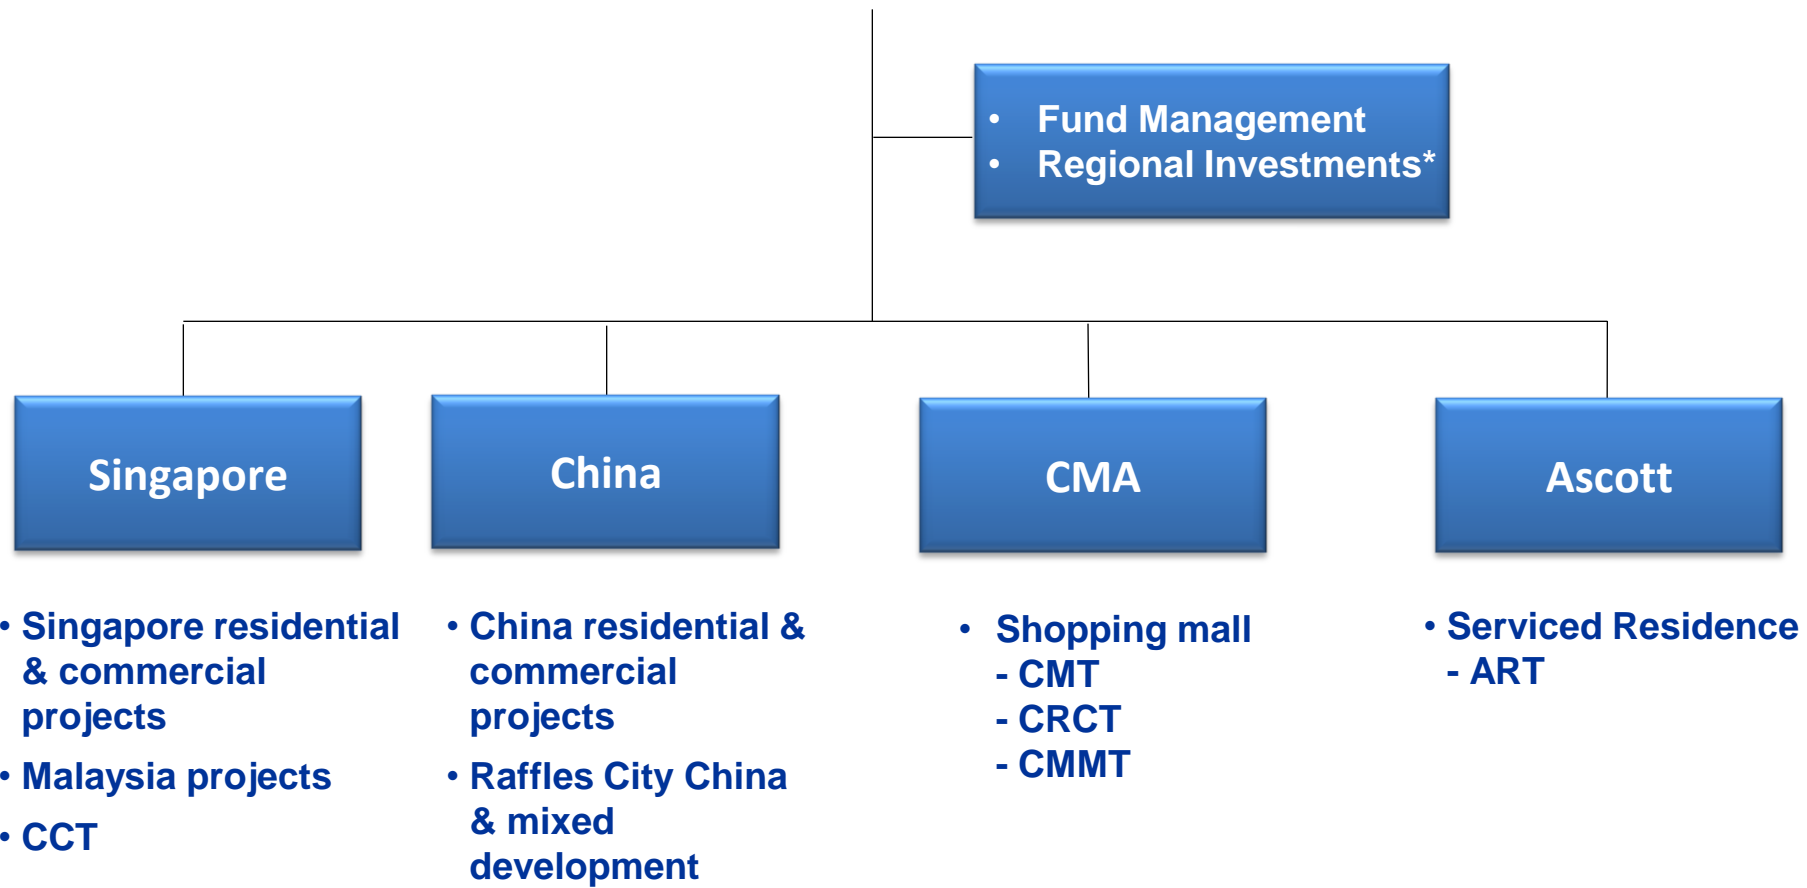 • Fund Management
• Regional Investments*
Singapore
China
CMA
Ascott
• Singapore residential
& commercial
projects
• Malaysia projects
• CCT
• China residential &
commercial
projects
• Raffles City China
& mixed
development
• Shopping mall
- CMT
- CRCT
- CMMT
• Serviced Residence
- ART